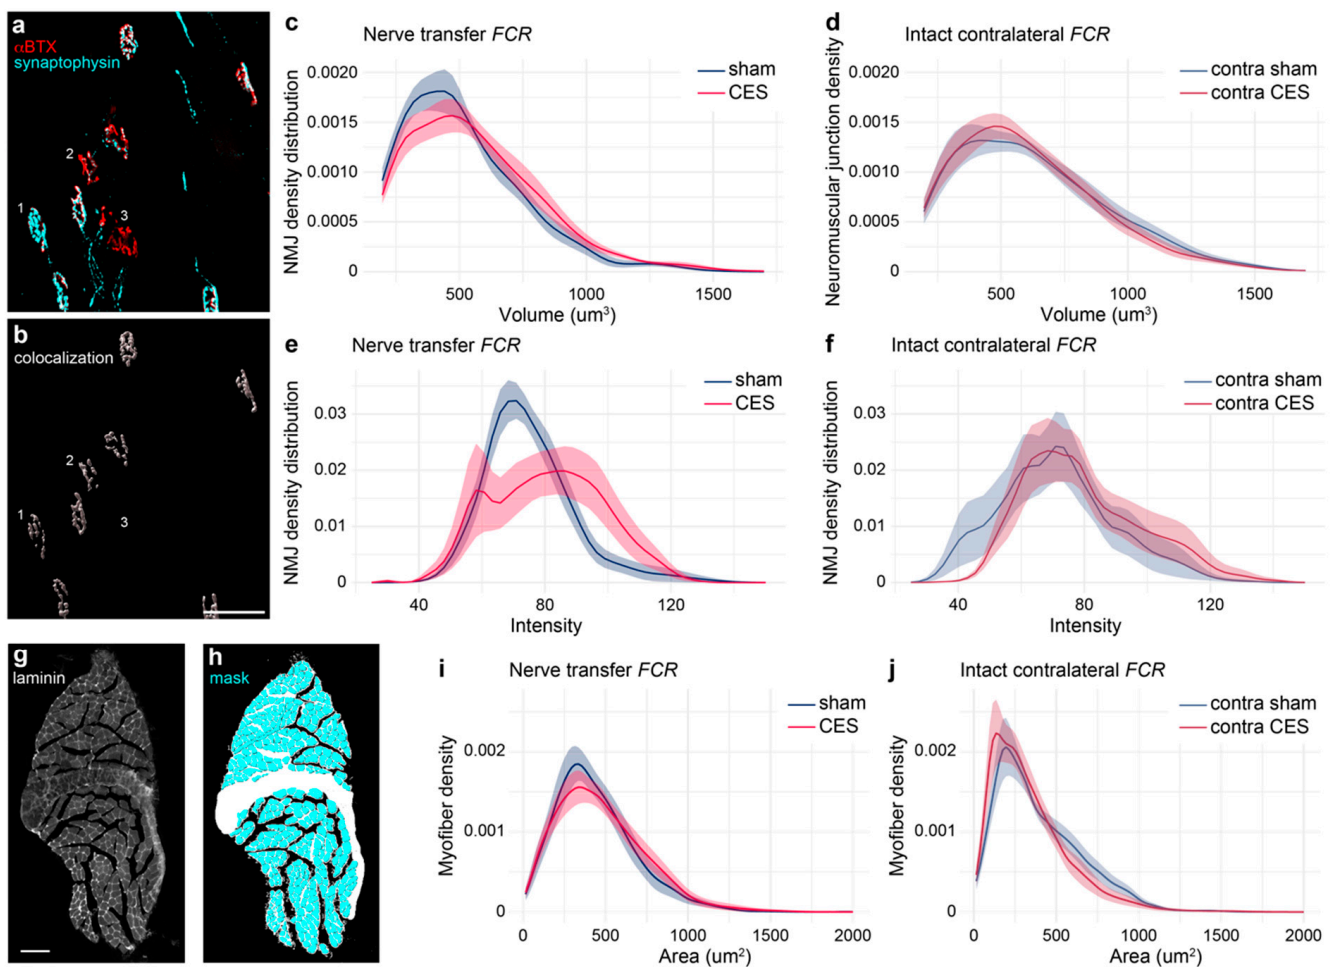 a
αBTX
synaptophysin
2
1
3
b
colocalization
2
1
3
c
Nerve transfer FCR
sham
CES
NMJ density distribution
0.0020
0.0015
0.0010
0.0005
0
500
1000
1500
Volume (um³)
d
Intact contralateral FCR
contra sham
contra CES
Neuromuscular junction density
0.0020
0.0015
0.0010
0.0005
0
500
1000
1500
Volume (um³)
e
Nerve transfer FCR
sham
CES
NMJ density distribution
0.03
0.02
0.01
0
40
80
120
Intensity
f
Intact contralateral FCR
contra sham
contra CES
NMJ density distribution
0.03
0.02
0.01
0
40
80
120
Intensity
g
laminin
h
mask
i
Nerve transfer FCR
sham
CES
Myofiber density
0.002
0.001
0
0
500
1000
1500
2000
Area (um²)
j
Intact contralateral FCR
contra sham
contra CES
Myofiber density
0.002
0.001
0
0
500
1000
1500
2000
Area (um²)